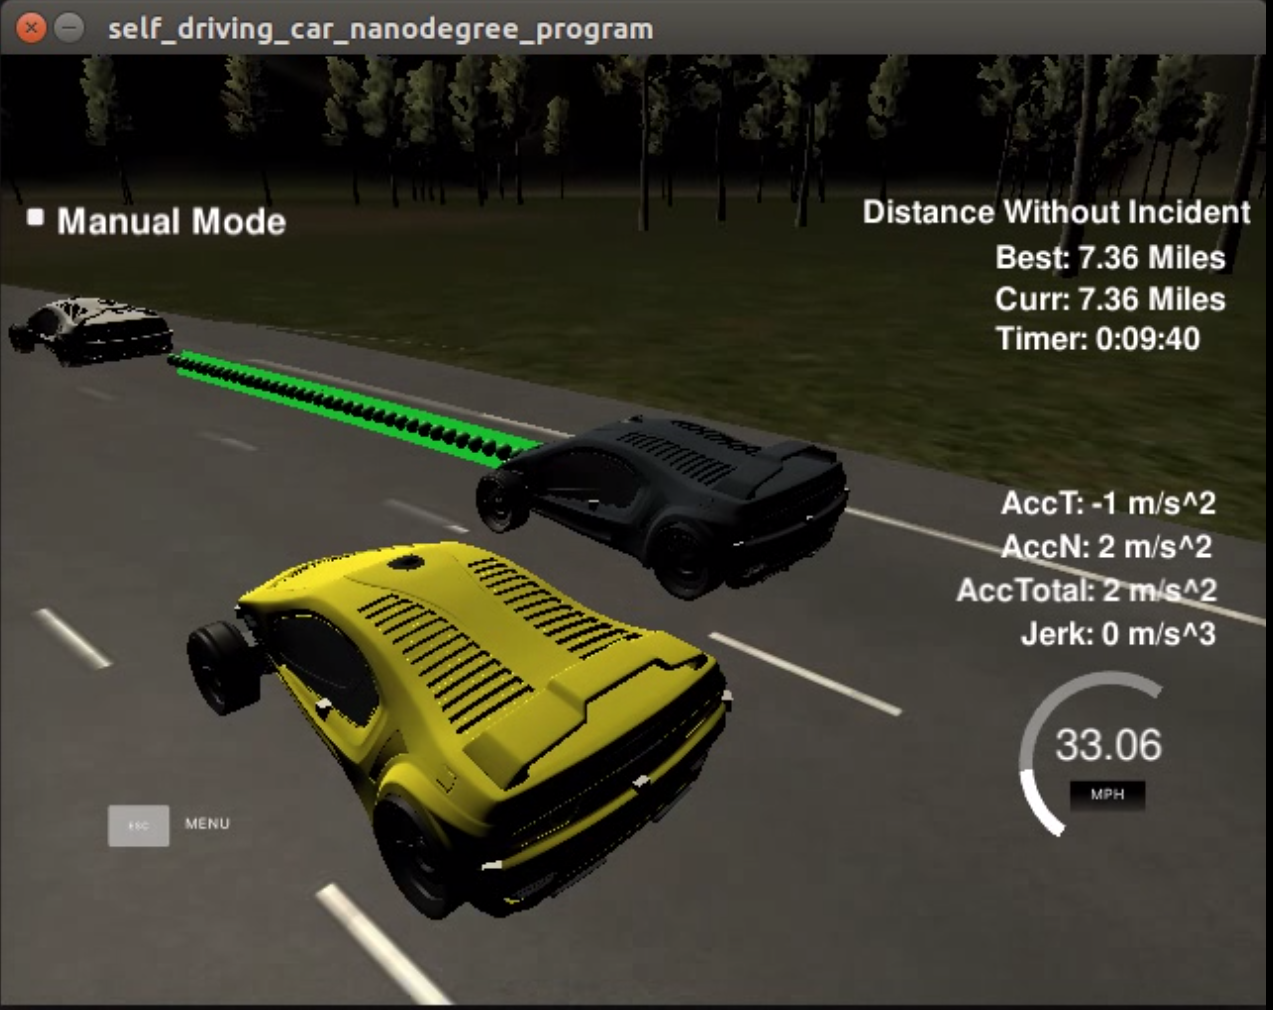 self_driving_car_nanodegree_program
Manual Mode
Distance Without Incident
Best: 7.36 Miles
Curr: 7.36 Miles
Timer: 0:09:40
AccT: -1 m/s^2
AccN: 2 m/s^2
AccTotal: 2 m/s^2
Jerk: 0 m/s^3
33.06
MPH
ESC MENU